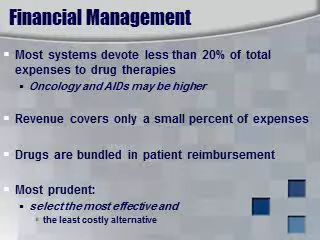 Financial Management
Most systems devote less than 20% of total
expenses to drug therapies
Oncology and AIDs may be higher
Revenue covers only a small percent of expenses
Drugs are bundled in patient reimbursement
Most prudent:
select the most effective and
the least costly alternative